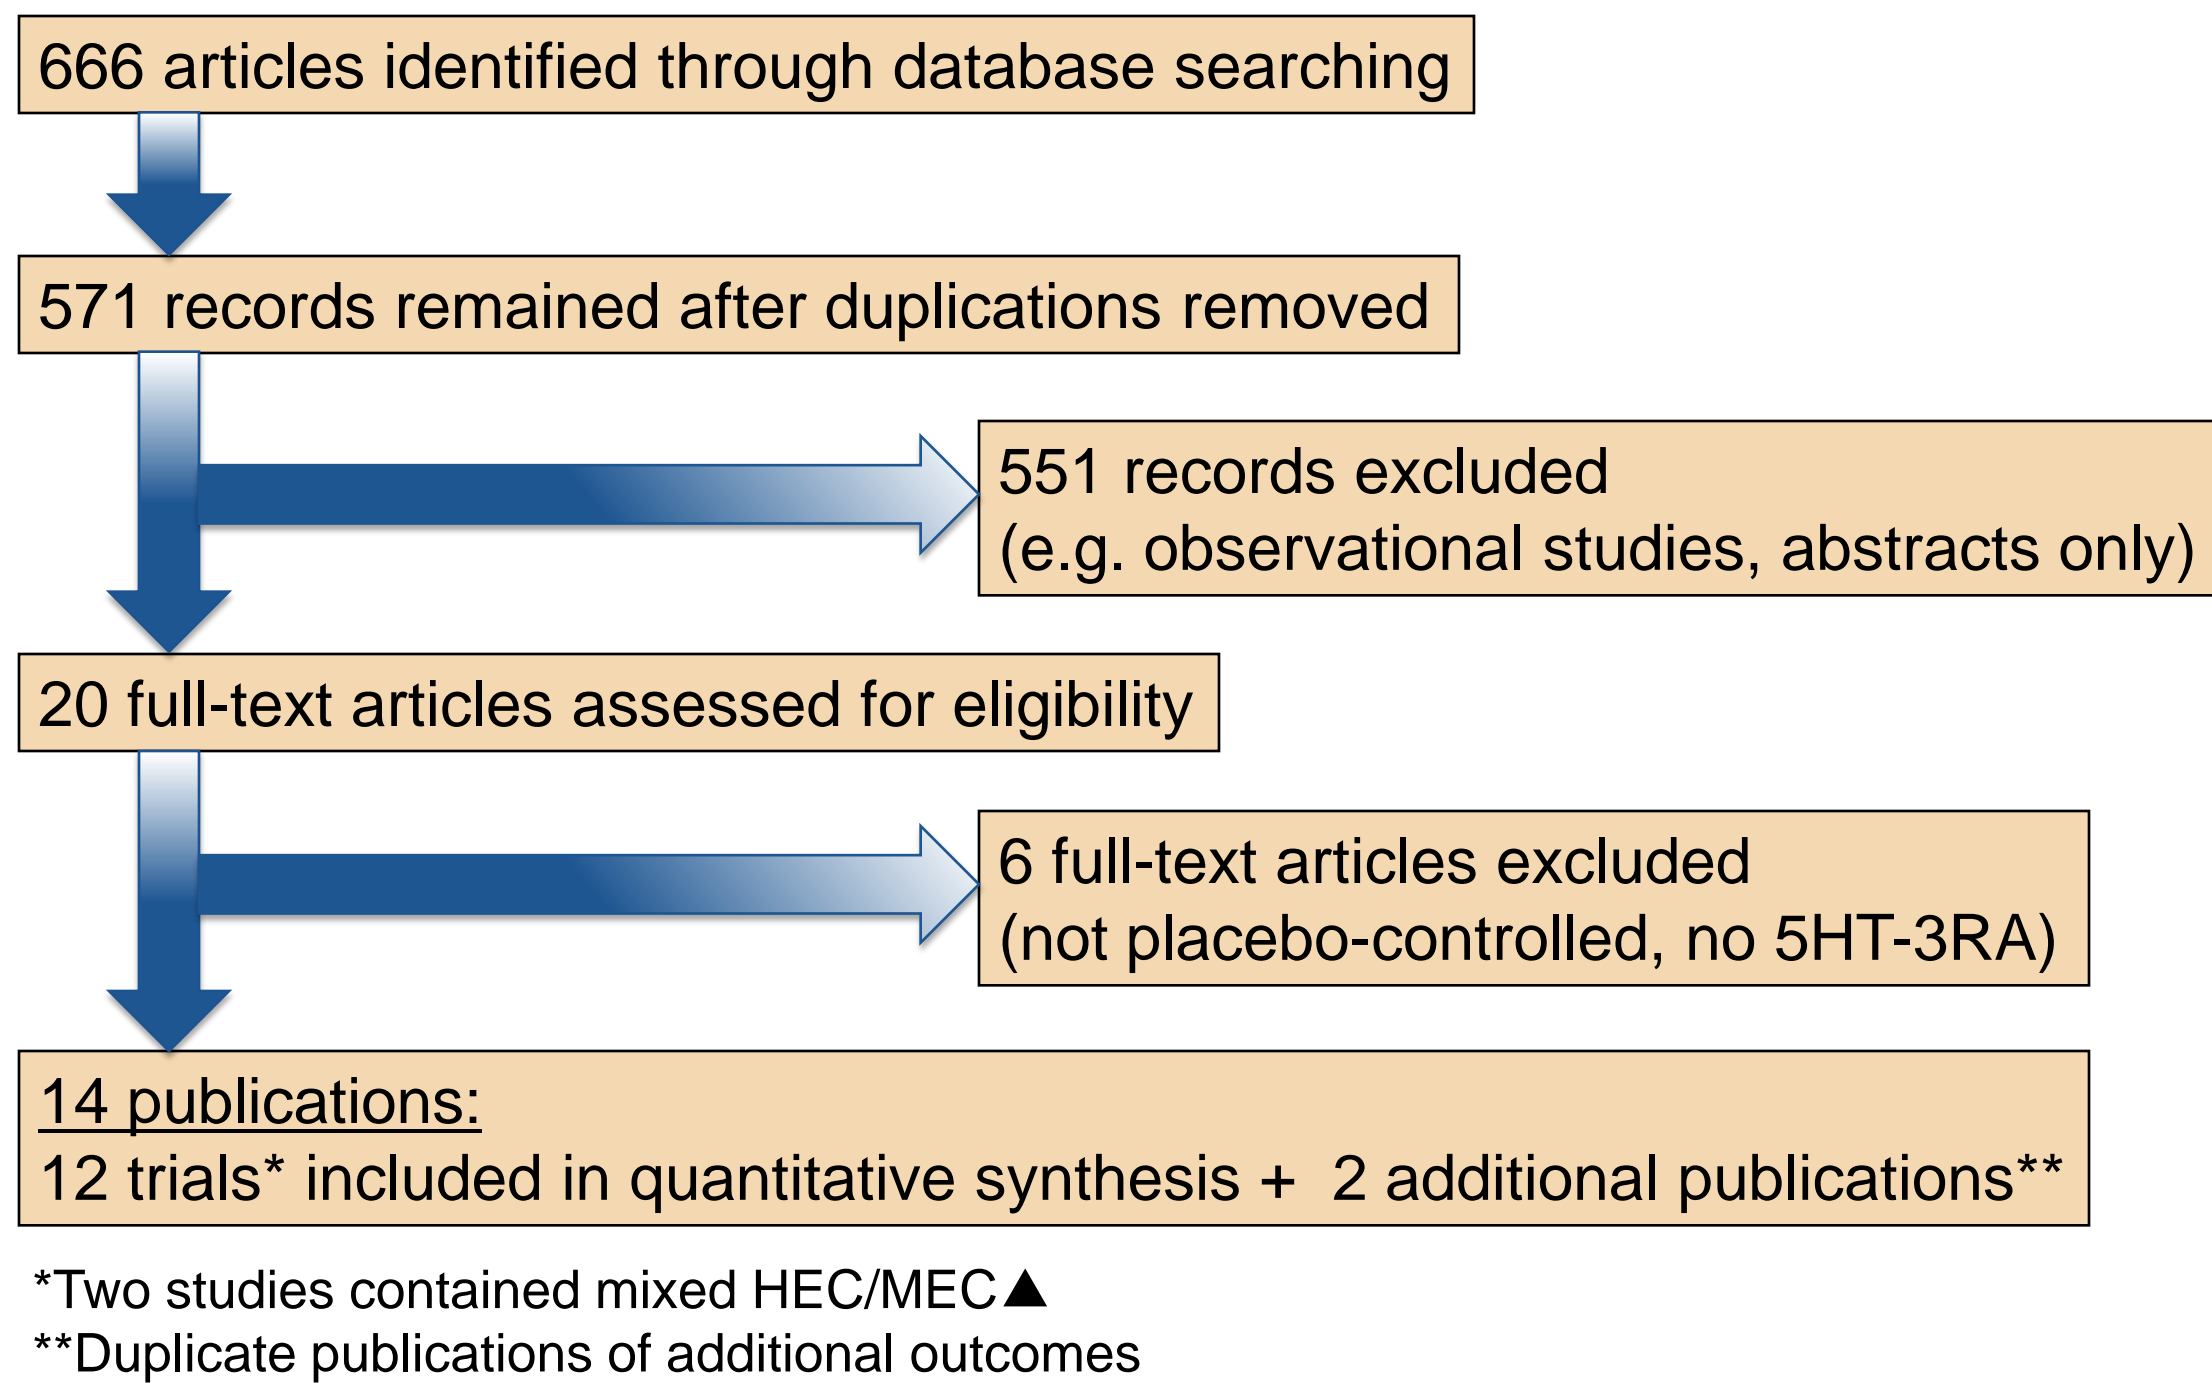 666 articles identified through database searching
571 records remained after duplications removed
551 records excluded
(e.g. observational studies, abstracts only)
20 full-text articles assessed for eligibility
6 full-text articles excluded
(not placebo-controlled, no 5HT-3RA)
14 publications:
12 trials* included in quantitative synthesis +  2 additional publications**
*Two studies contained mixed HEC/MEC▲
**Duplicate publications of additional outcomes